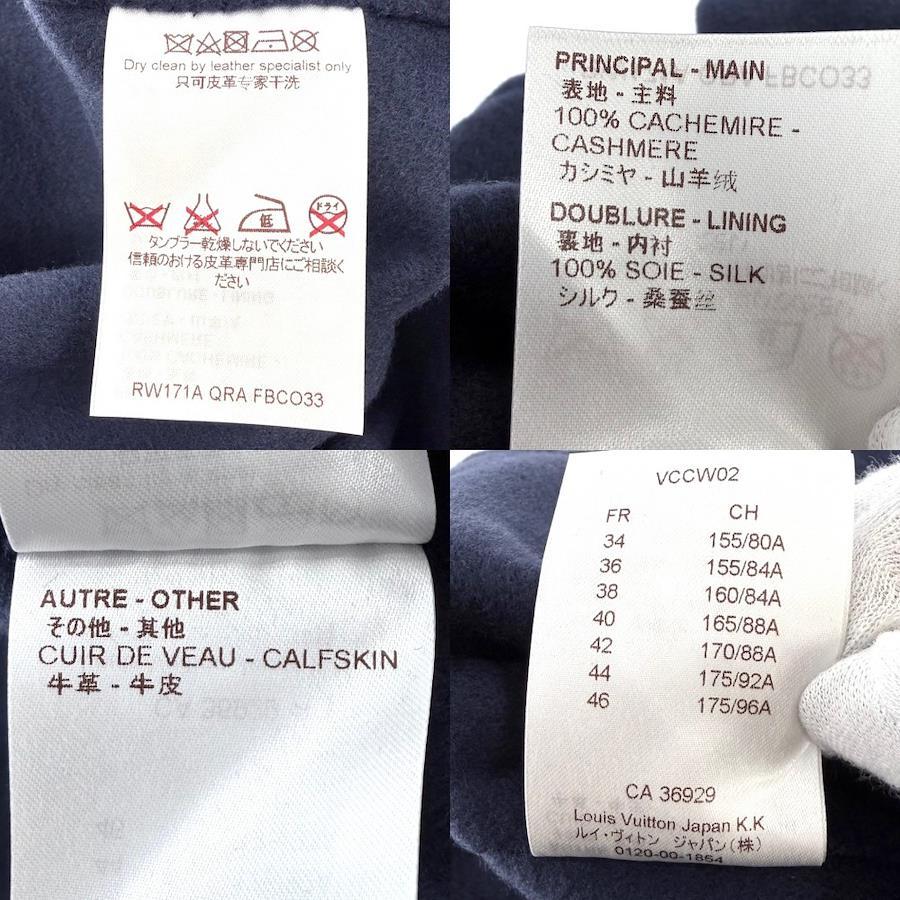 Dry clean by leather specialist only
只可皮革专家干洗
低
ドライ
タンブラー乾燥しないでください
信頼のおける皮革専門店にご相談く
ださい
RW171A QRA FBCO33
PRINCIPAL - MAIN
表地 - 主料
100% CACHEMIRE -
CASHMERE
カシミヤ - 山羊绒
DOUBLURE - LINING
裏地 - 内衬
100% SOIE - SILK
シルク - 桑蚕丝
AUTRE - OTHER
その他 - 其他
CUIR DE VEAU - CALFSKIN
牛革 - 牛皮
VCCW02
FR CH
34 155/80A
36 155/84A
38 160/84A
40 165/88A
42 170/88A
44 175/92A
46 175/96A
CA 36929
Louis Vuitton Japan K.K
ルイ・ヴィトン ジャパン(株)
0120-00-1854